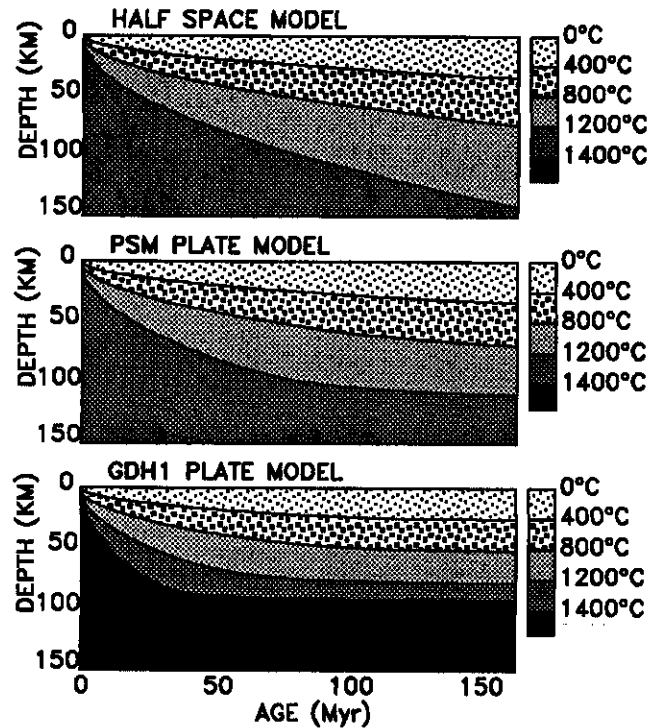 HALF SPACE MODEL
DEPTH (KM)
0
50
100
150
0°C
400°C
800°C
1200°C
1400°C
PSM PLATE MODEL
DEPTH (KM)
0
50
100
150
0°C
400°C
800°C
1200°C
1400°C
GDH1 PLATE MODEL
DEPTH (KM)
0
50
100
150
0°C
400°C
800°C
1200°C
1400°C
0 50 100 150
AGE (Myr)